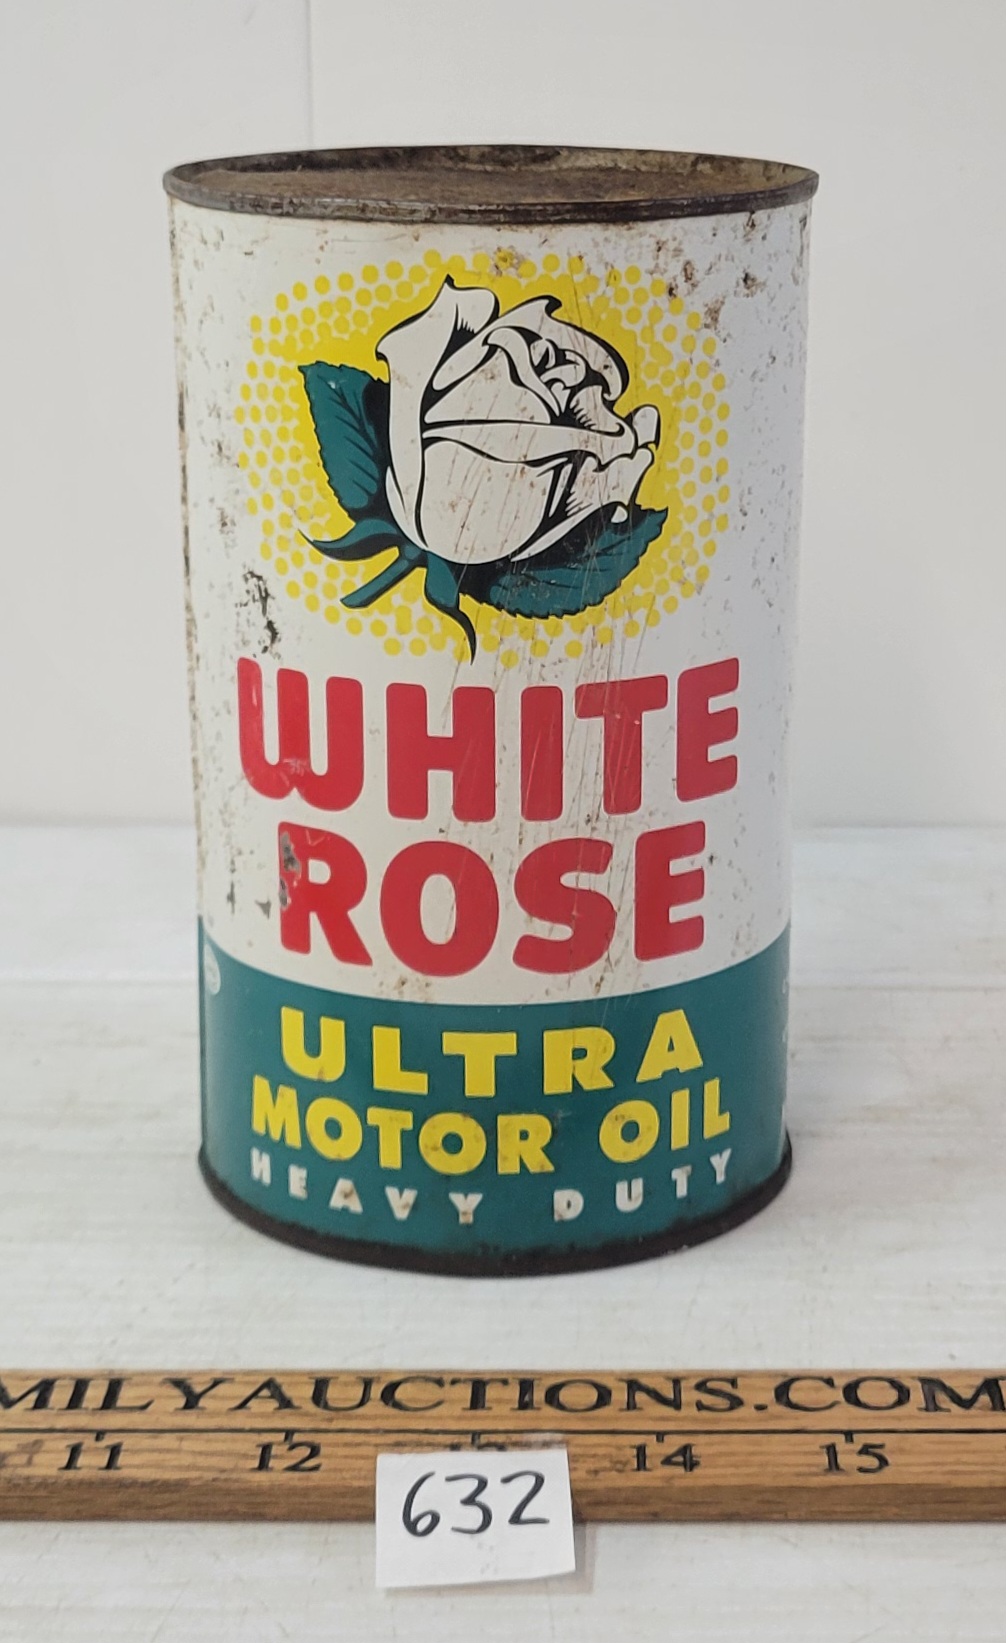 WHITE
ROSE
ULTRA
MOTOR OIL
HEAVY DUTY
MILYAUCTIONS.COM
11 12 14 15
632